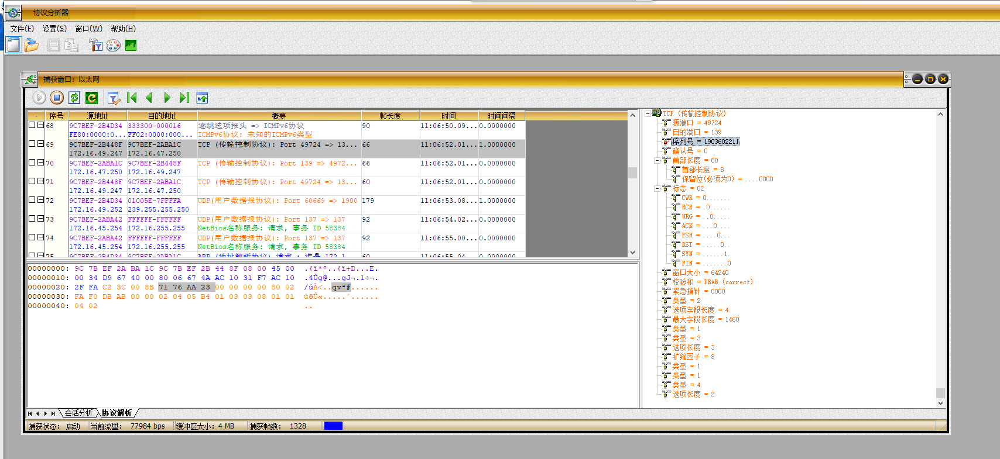 协议分析器
文件(F) 设置(S) 窗口(W) 帮助(H)
捕获窗口: 以太网
- 序号 源地址 目的地址 概要 帧长度 时间 时间间隔
68 9C7BEF-2B4D34 333300-000016 逐跳选项报头 => ICMPv6协议 90 11:06:50.09... 0.0000000
FE80:0000:0... FF02:0000:000... ICMPv6协议: 未知的ICMPv6类型
69 9C7BEF-2B448F 9C7BEF-2ABA1C TCP (传输控制协议): Port 49724 => 13... 66 11:06:52.01... 1.0000000
172.16.49.247 172.16.47.250
70 9C7BEF-2ABA1C 9C7BEF-2B448F TCP (传输控制协议): Port 139 => 4972... 66 11:06:52.01... 0.0000000
172.16.47.250 172.16.49.247
71 9C7BEF-2B448F 9C7BEF-2ABA1C TCP (传输控制协议): Port 49724 => 13... 60 11:06:52.01... 0.0000000
172.16.49.247 172.16.47.250
72 9C7BEF-2B4D34 01005E-7FFFFA UDP(用户数据报协议): Port 60669 => 1900 179 11:06:53.08... 1.0000000
172.16.49.252 239.255.255.250
73 9C7BEF-2ABA42 FFFFFF-FFFFFF UDP(用户数据报协议): Port 137 => 137 92 11:06:54.02... 0.0000000
172.16.45.254 172.16.255.255 NetBios名称服务: 请求, 事务 ID 58384
74 9C7BEF-2ABA42 FFFFFF-FFFFFF UDP(用户数据报协议): Port 137 => 137 92 11:06:55.00... 0.0000000
172.16.45.254 172.16.255.255 NetBios名称服务: 请求, 事务 ID 58384
75 9C7BEF-2B4D34 9C7BEF-2ABA1C ARP (地址解析协议) 请求 : 谁是 172.1 60 11:06:55.04 0.0000000
00000000: 9C 7B EF 2A BA 1C 9C 7B EF 2B 44 8F 08 00 45 00 .{ï*º..{ï+D...E.
00000010: 00 34 D9 67 40 00 80 06 67 4A AC 10 31 F7 AC 10 .4Ùg@...gJ¬.1÷¬.
00000020: 2F FA C2 3C 00 8B 71 76 AA 23 00 00 00 00 80 02 /úÂ<..qvª#......
00000030: FA F0 DB AB 00 00 02 04 05 B4 01 03 03 08 01 01 úðÛ«.....´......
00000040: 04 02 ..
TCP (传输控制协议)
源端口 = 49724
目的端口 = 139
序列号 = 1903602211
确认号 = 0
首部长度 = 80
首部长度 = 8
保留位(必须为0) = ....0000
标志 = 02
CWR = 0.......
ECE = .0......
URG = ..0.....
ACK = ...0....
PSH = ....0...
RST = .....0..
SYN = ......1.
FIN = .......0
窗口大小 = 64240
校验和 = DBAB (correct)
紧急指针 = 0000
类型 = 2
选项字段长度 = 4
最大字段长度 = 1460
类型 = 1
类型 = 3
选项长度 = 3
扩缩因子 = 8
类型 = 1
类型 = 1
类型 = 4
选项长度 = 2
会话分析 协议解析
捕获状态: 启动 当前流量: 77984 bps 缓冲区大小: 4 MB 捕获帧数: 1328